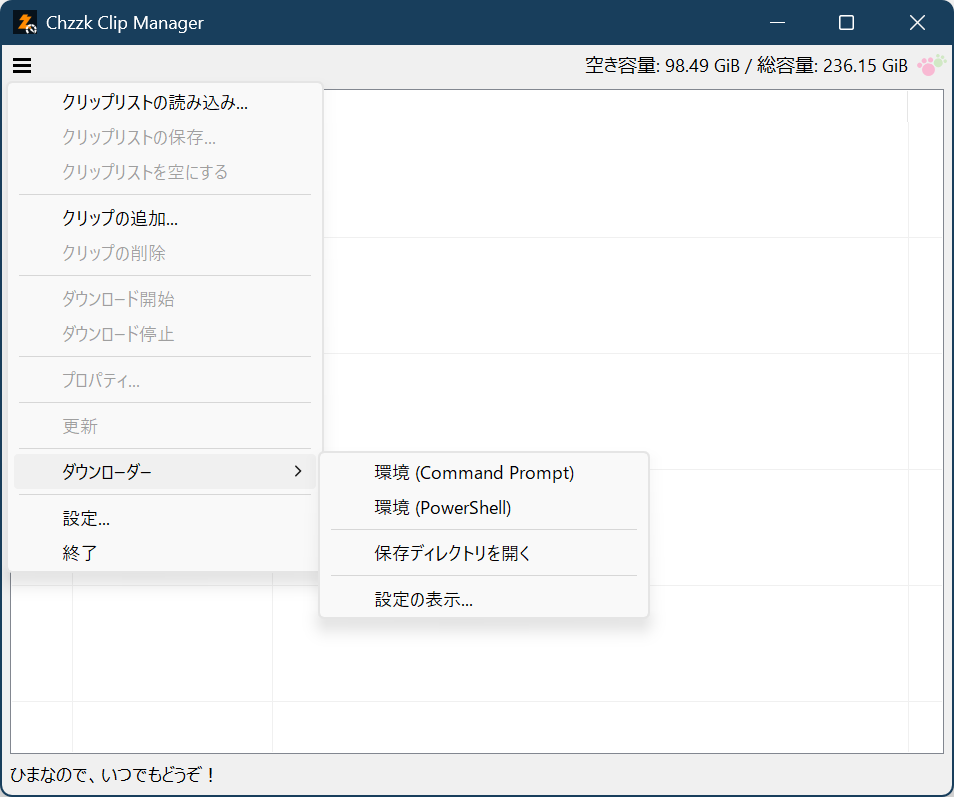 Chzzk Clip Manager
空き容量: 98.49 GiB / 総容量: 236.15 GiB
クリップリストの読み込み...
クリップリストの保存...
クリップリストを空にする
クリップの追加...
クリップの削除
ダウンロード開始
ダウンロード停止
プロパティ...
更新
ダウンローダー
環境 (Command Prompt)
環境 (PowerShell)
保存ディレクトリを開く
設定の表示...
設定...
終了
ひまなので、いつでもどうぞ！